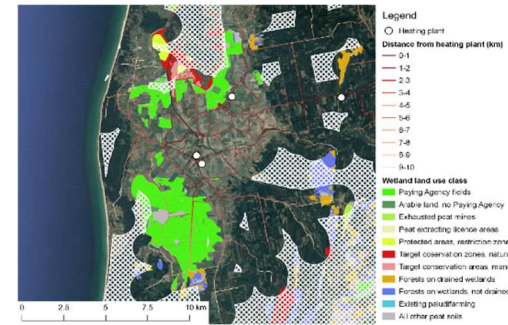 Legend
Heating plant
Distance from heating plant (km)
0-1
1-2
2-3
3-4
4-5
5-6
6-7
7-8
8-9
9-10
Wetland land use class
Paying Agency fields
Arable land, no Paying Agency
Exhausted peat mines
Peat extracting licence areas
Protected areas, restriction zone
Target conservation zones, natu
Target conservation areas, mana
Forests on drained wetlands
Forests on wetlands, not drained
Existing paludifarming
All other peat soils
0 2.5 5 7.5 10 km